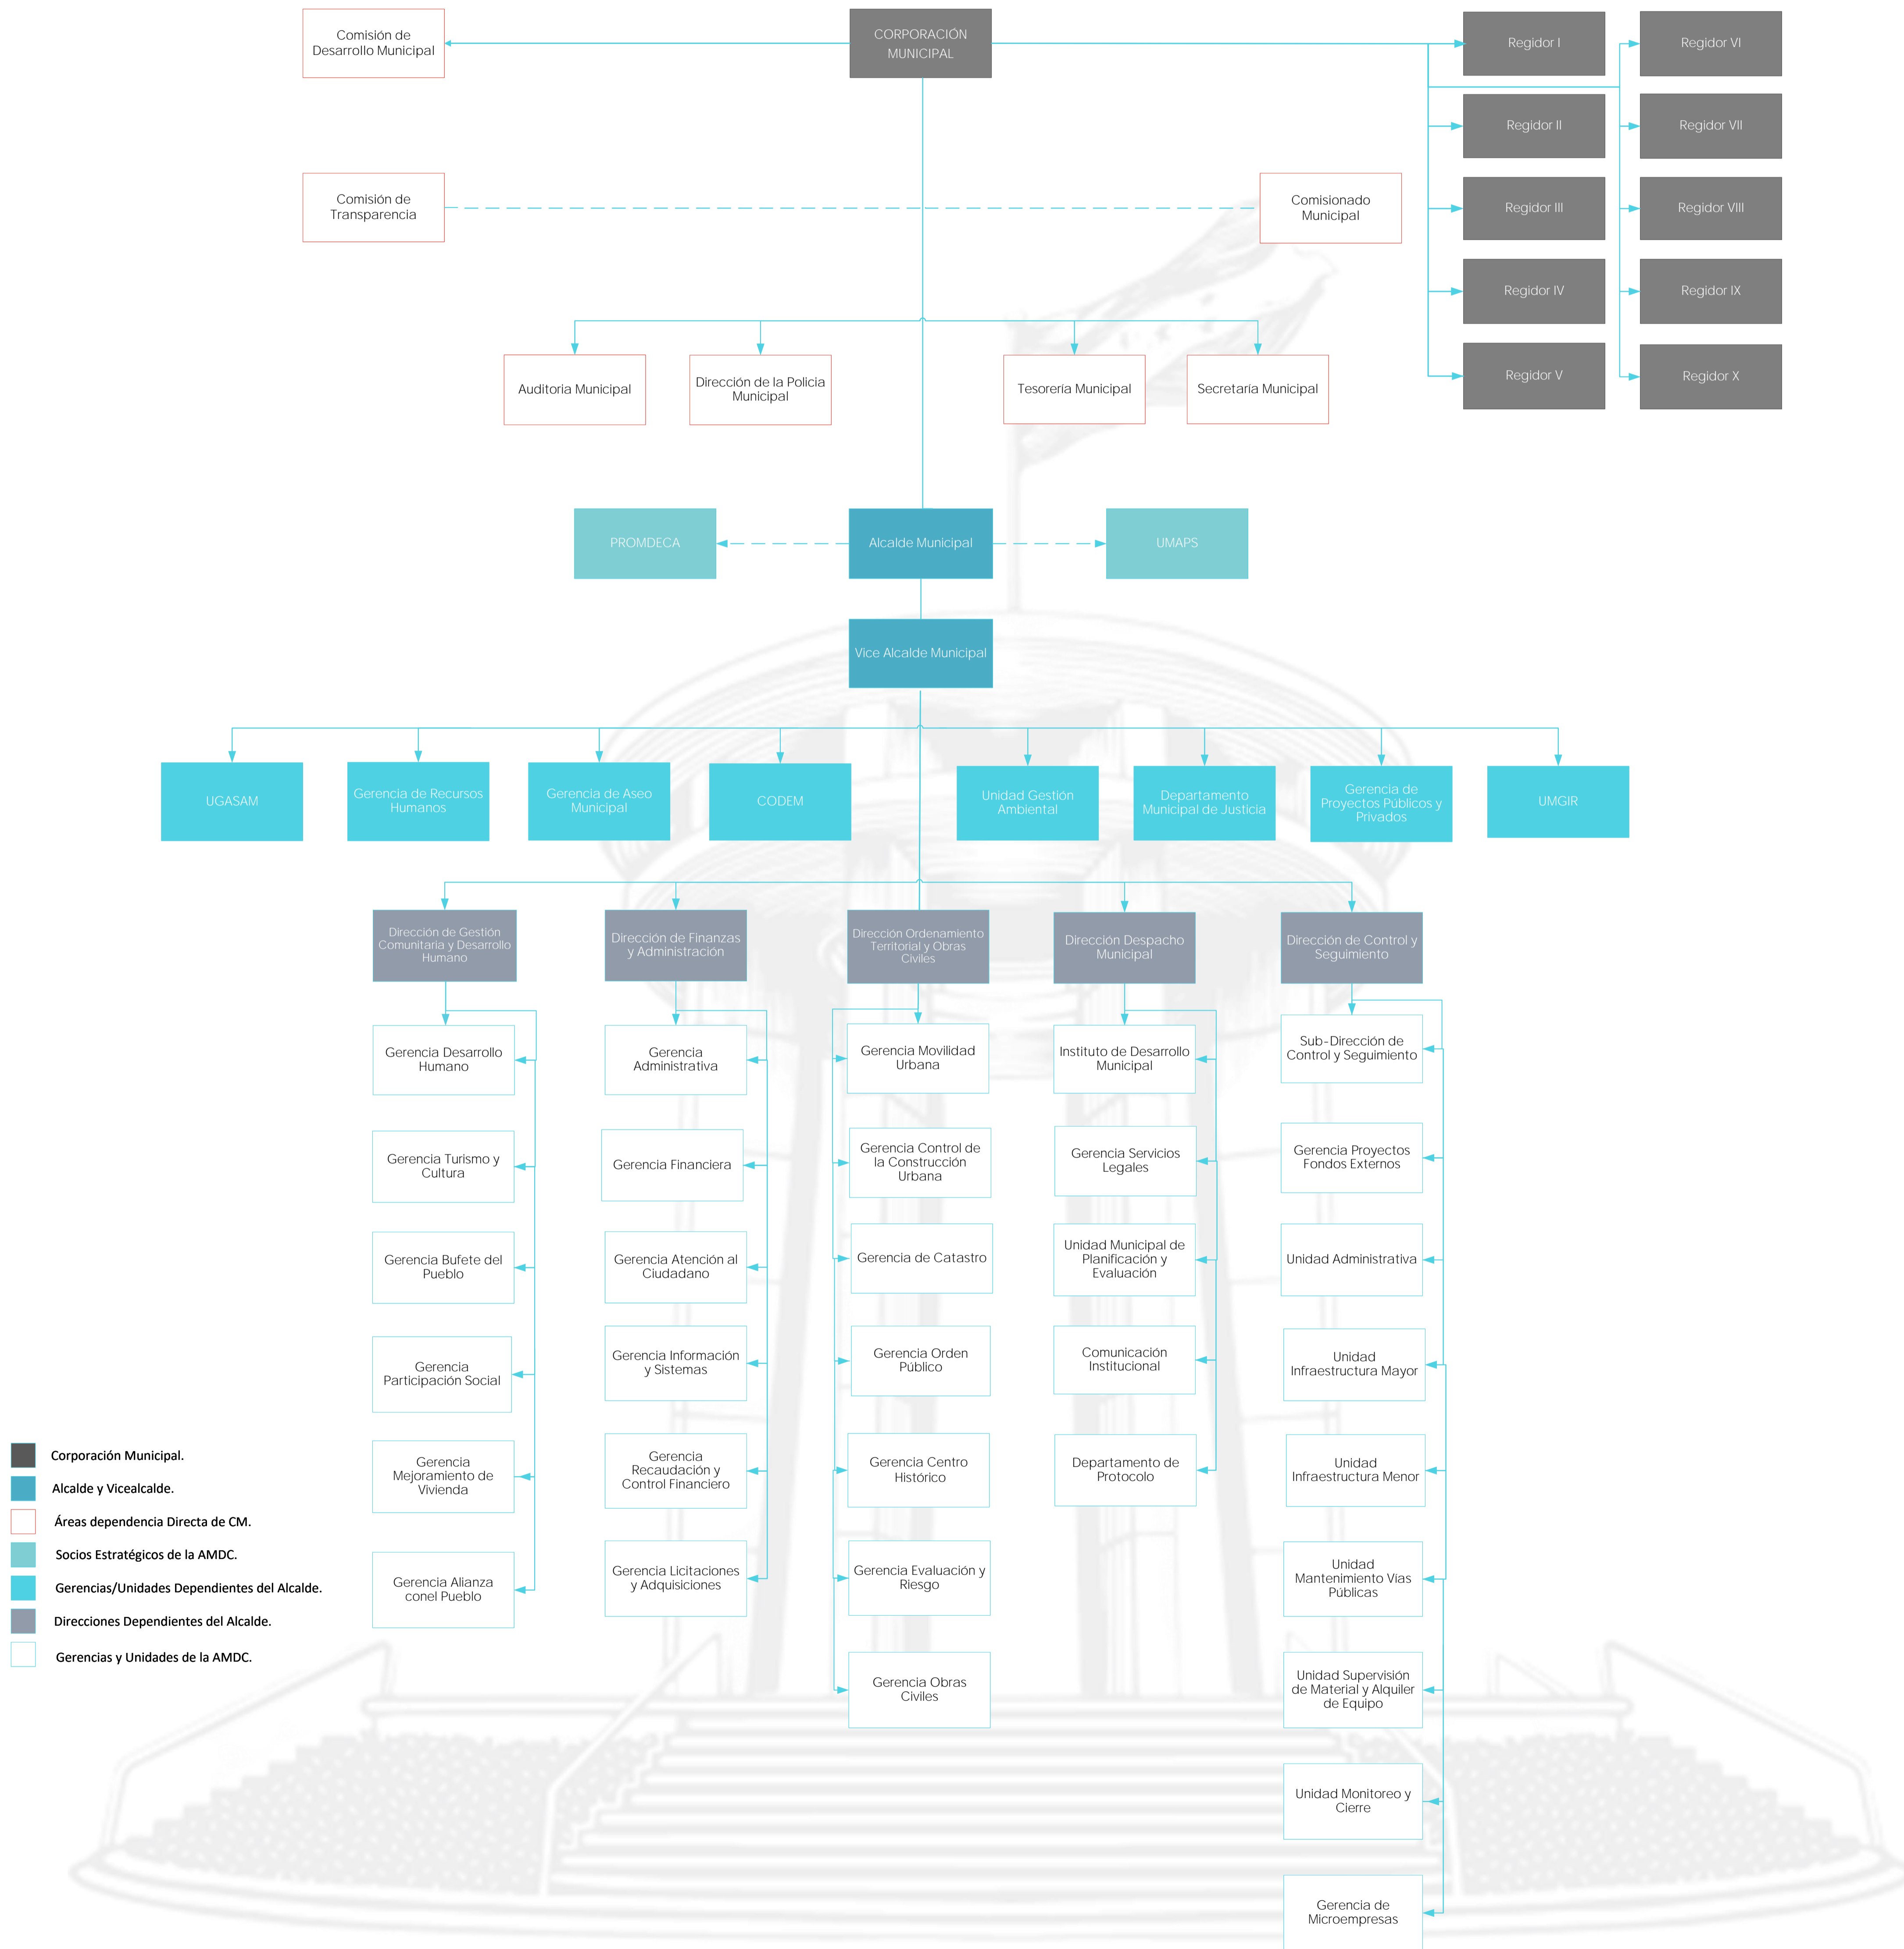 Comisión de
Desarrollo Municipal
CORPORACIÓN
MUNICIPAL
Regidor I
Regidor VI
Regidor II
Regidor VII
Comisión de
Transparencia
Comisionado
Municipal
Regidor III
Regidor VIII
Regidor IV
Regidor IX
Auditoria Municipal
Dirección de la Policia
Municipal
Tesorería Municipal
Secretaría Municipal
Regidor V
Regidor X
PROMDECA
Alcalde Municipal
UMAPS
Vice Alcalde Municipal
UGASAM
Gerencia de Recursos
Humanos
Gerencia de Aseo
Municipal
CODEM
Unidad Gestión
Ambiental
Departamento
Municipal de Justicia
Gerencia de
Proyectos Públicos y
Privados
UMGIR
Dirección de Gestión
Comunitaria y Desarrollo
Humano
Dirección de Finanzas
y Administración
Dirección Ordenamiento
Territorial y Obras
Civiles
Dirección Despacho
Municipal
Dirección de Control y
Seguimiento
Gerencia Desarrollo
Humano
Gerencia
Administrativa
Gerencia Movilidad
Urbana
Instituto de Desarrollo
Municipal
Sub-Dirección de
Control y Seguimiento
Gerencia Turismo y
Cultura
Gerencia Financiera
Gerencia Control de
la Construcción
Urbana
Gerencia Servicios
Legales
Gerencia Proyectos
Fondos Externos
Gerencia Bufete del
Pueblo
Gerencia Atención al
Ciudadano
Gerencia de Catastro
Unidad Municipal de
Planificación y
Evaluación
Unidad Administrativa
Gerencia
Participación Social
Gerencia Información
y Sistemas
Gerencia Orden
Público
Comunicación
Institucional
Unidad
Infraestructura Mayor
Gerencia
Mejoramiento de
Vivienda
Gerencia
Recaudación y
Control Financiero
Gerencia Centro
Histórico
Departamento de
Protocolo
Unidad
Infraestructura Menor
Gerencia Alianza
conel Pueblo
Gerencia Licitaciones
y Adquisiciones
Gerencia Evaluación y
Riesgo
Unidad
Mantenimiento Vías
Públicas
Gerencia Obras
Civiles
Unidad Supervisión
de Material y Alquiler
de Equipo
Unidad Monitoreo y
Cierre
Gerencia de
Microempresas
Corporación Municipal.
Alcalde y Vicealcalde.
Áreas dependencia Directa de CM.
Socios Estratégicos de la AMDC.
Gerencias/Unidades Dependientes del Alcalde.
Direcciones Dependientes del Alcalde.
Gerencias y Unidades de la AMDC.